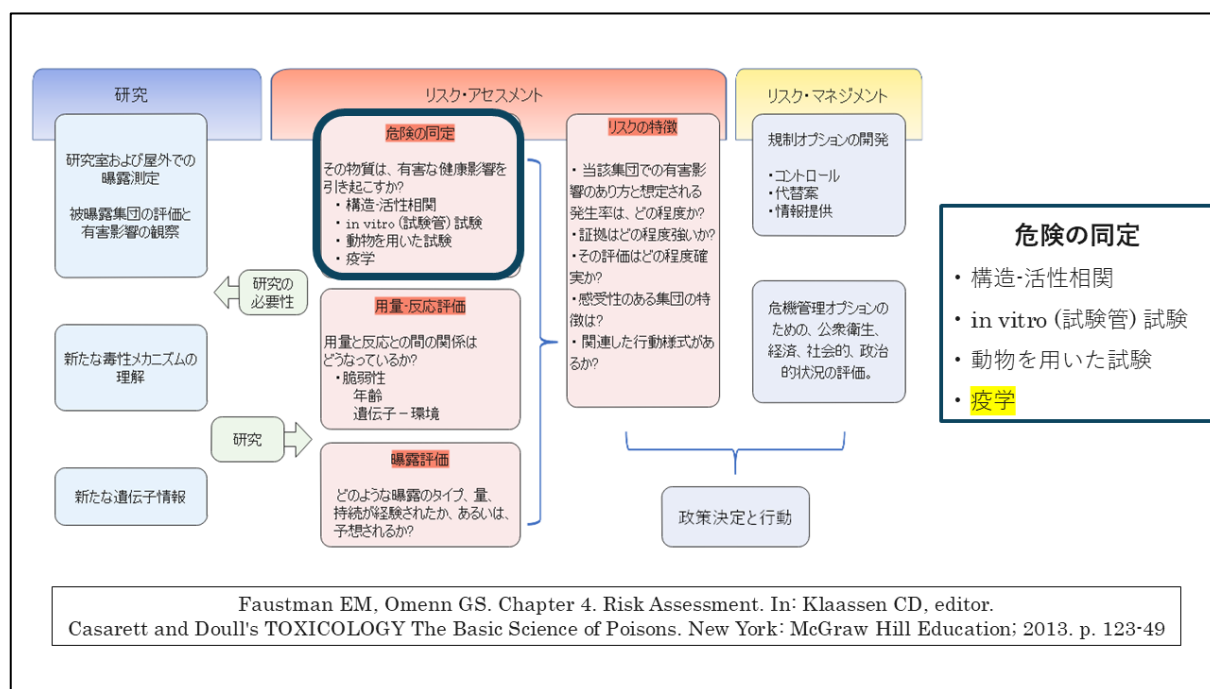 研究
研究室および屋外での
曝露測定
被曝露集団の評価と
有害影響の観察
新たな毒性メカニズムの
理解
新たな遺伝子情報
研究の
必要性
研究
リスク・アセスメント
危険の同定
その物質は、有害な健康影響を
引き起こすか?
・構造-活性相関
・in vitro (試験管) 試験
・動物を用いた試験
・疫学
用量-反応評価
用量と反応との間の関係は
どうなっているか?
・脆弱性
年齢
遺伝子－環境
曝露評価
どのような曝露のタイプ、量、
持続が経験されたか、あるいは、
予想されるか?
リスクの特徴
・当該集団での有害影
響のあり方と想定される
発生率は、どの程度か?
・証拠はどの程度強いか?
・その評価はどの程度確
実か?
・感受性のある集団の特
徴は?
・関連した行動様式があ
るか?
リスク・マネジメント
規制オプションの開発
・コントロール
・代替案
・情報提供
危機管理オプションの
ための、公衆衛生、
経済、社会的、政治
的状況の評価。
政策決定と行動
危険の同定
・構造-活性相関
・in vitro (試験管) 試験
・動物を用いた試験
・疫学
Faustman EM, Omenn GS. Chapter 4. Risk Assessment. In: Klaassen CD, editor.
Casarett and Doull's TOXICOLOGY The Basic Science of Poisons. New York: McGraw Hill Education; 2013. p. 123-49